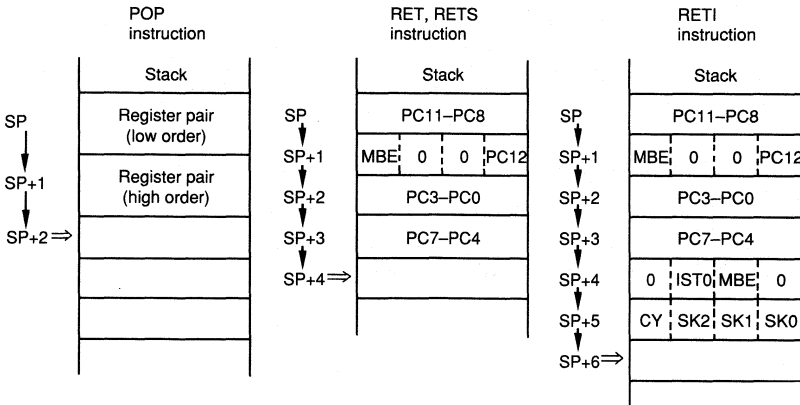 POP
instruction
Stack
SP
Register pair
(low order)
SP+1
Register pair
(high order)
SP+2 ⇒
RET, RETS
instruction
Stack
SP
PC11–PC8
SP+1
MBE 0 0 PC12
SP+2
PC3–PC0
SP+3
PC7–PC4
SP+4 ⇒
RETI
instruction
Stack
SP
PC11–PC8
SP+1
MBE 0 0 PC12
SP+2
PC3–PC0
SP+3
PC7–PC4
SP+4
0 IST0 MBE 0
SP+5
CY SK2 SK1 SK0
SP+6 ⇒